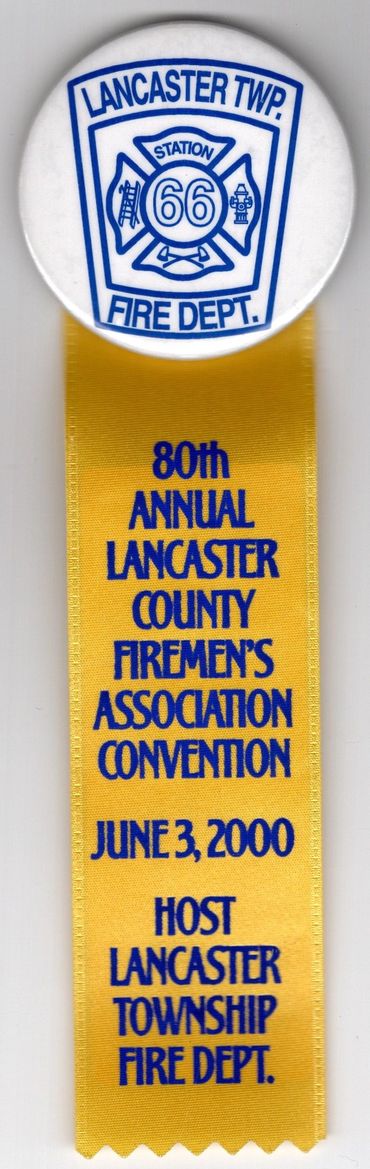 LANCASTER TWP.
STATION
66
FIRE DEPT.
80th
ANNUAL
LANCASTER
COUNTY
FIREMEN'S
ASSOCIATION
CONVENTION
JUNE 3, 2000
HOST
LANCASTER
TOWNSHIP
FIRE DEPT.